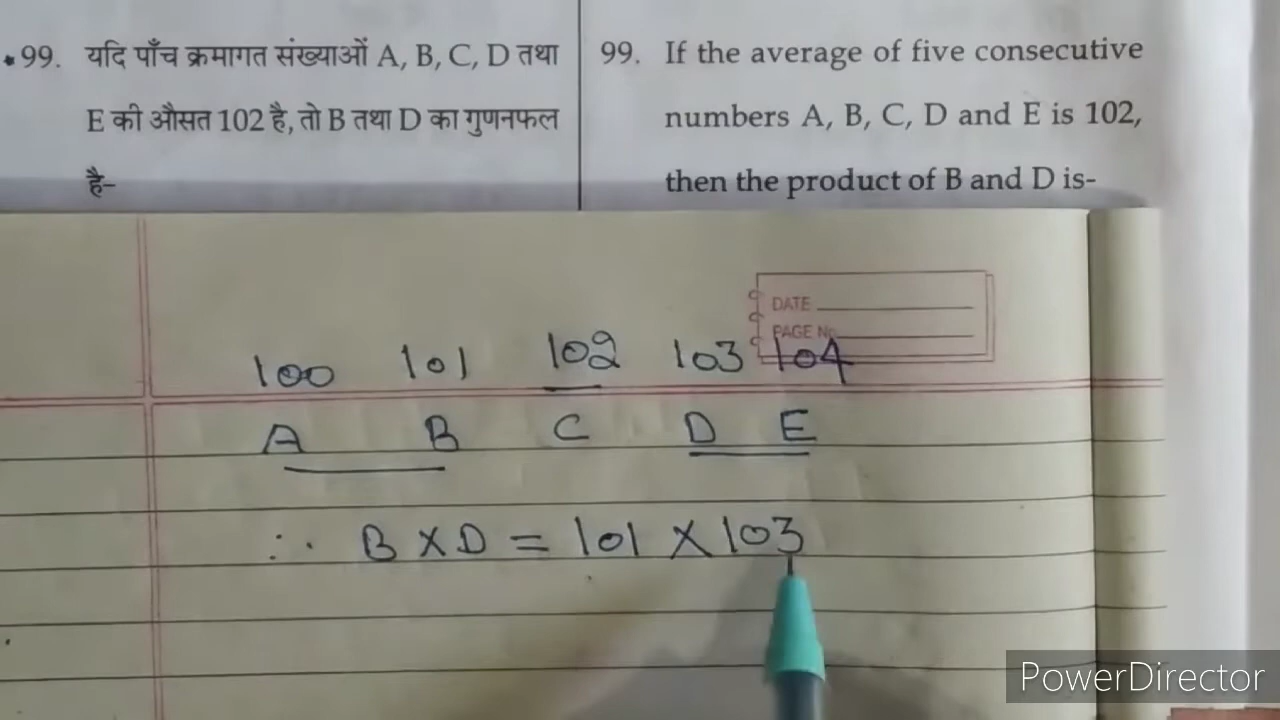 99. यदि पाँच क्रमागत संख्याओं A, B, C, D तथा
E की औसत 102 है, तो B तथा D का गुणनफल
है-
99. If the average of five consecutive
numbers A, B, C, D and E is 102,
then the product of B and D is-
DATE
PAGE No.
100 101 102 103 104
A B C D E
∴ B X D = 101 X 103
PowerDirector